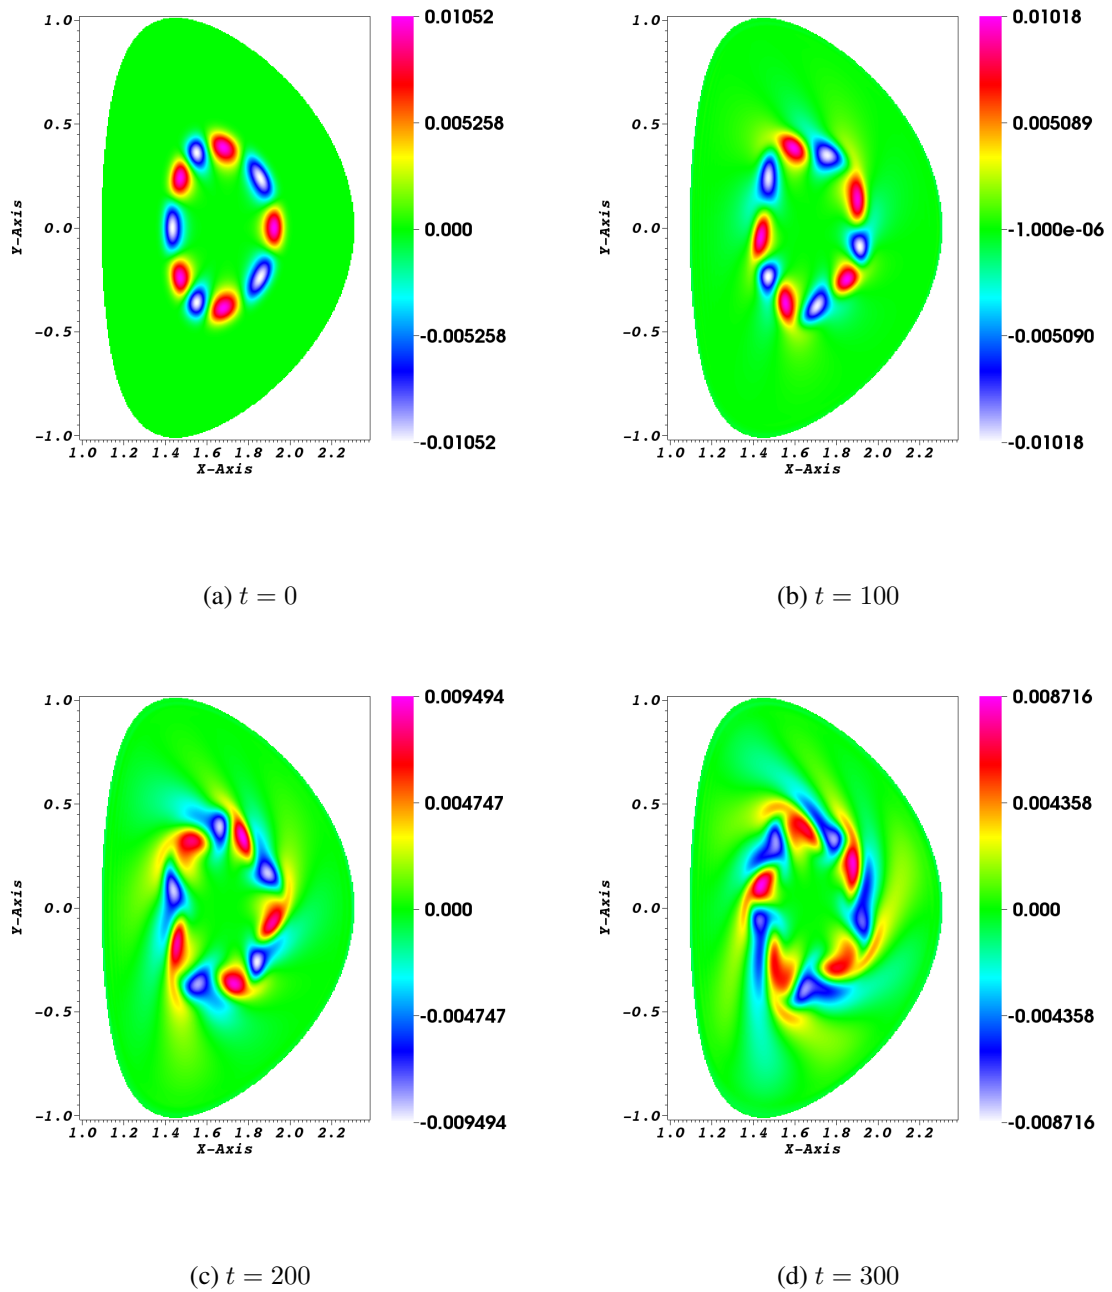 1.0
0.5
0.0
-0.5
-1.0
Y-Axis
1.0 1.2 1.4 1.6 1.8 2.0 2.2
X-Axis
0.01052
0.005258
0.000
-0.005258
-0.01052
(a) t = 0
1.0
0.5
0.0
-0.5
-1.0
Y-Axis
1.0 1.2 1.4 1.6 1.8 2.0 2.2
X-Axis
0.01018
0.005089
-1.000e-06
-0.005090
-0.01018
(b) t = 100
1.0
0.5
0.0
-0.5
-1.0
Y-Axis
1.0 1.2 1.4 1.6 1.8 2.0 2.2
X-Axis
0.009494
0.004747
0.000
-0.004747
-0.009494
(c) t = 200
1.0
0.5
0.0
-0.5
-1.0
Y-Axis
1.0 1.2 1.4 1.6 1.8 2.0 2.2
X-Axis
0.008716
0.004358
0.000
-0.004358
-0.008716
(d) t = 300